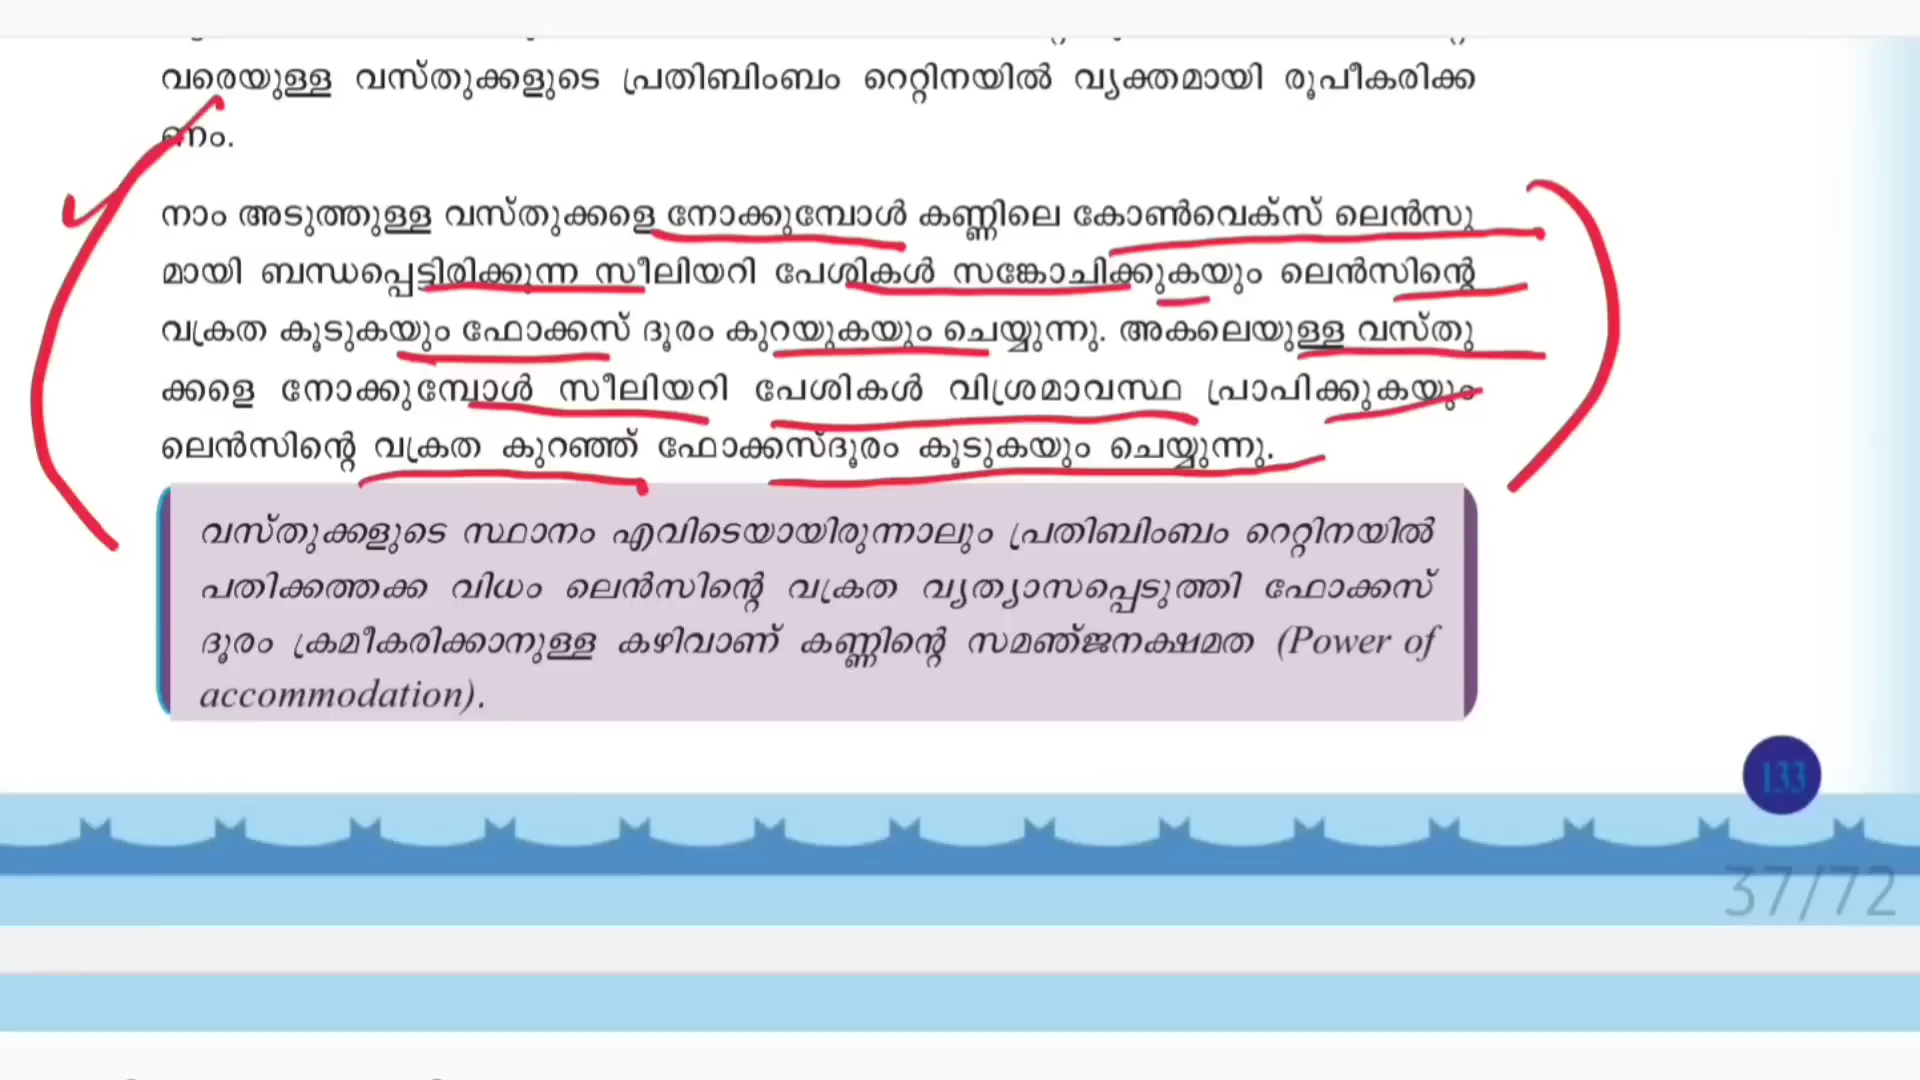 വരെയുള്ള വസ്തുക്കളുടെ പ്രതിബിംബം റെറ്റിനയിൽ വ്യക്തമായി രൂപീകരിക്ക
ണം.
നാം അടുത്തുള്ള വസ്തുക്കളെ നോക്കുമ്പോൾ കണ്ണിലെ കോൺവെക്സ് ലെൻസു
മായി ബന്ധപ്പെട്ടിരിക്കുന്ന സീലിയറി പേശികൾ സങ്കോചിക്കുകയും ലെൻസിന്റെ
വക്രത കൂടുകയും ഫോക്കസ് ദൂരം കുറയുകയും ചെയ്യുന്നു. അകലെയുള്ള വസ്തു
ക്കളെ നോക്കുമ്പോൾ സീലിയറി പേശികൾ വിശ്രമാവസ്ഥ പ്രാപിക്കുകയും
ലെൻസിന്റെ വക്രത കുറഞ്ഞ് ഫോക്കസ്ദൂരം കൂടുകയും ചെയ്യുന്നു.
വസ്തുക്കളുടെ സ്ഥാനം എവിടെയായിരുന്നാലും പ്രതിബിംബം റെറ്റിനയിൽ
പതിക്കത്തക്ക വിധം ലെൻസിന്റെ വക്രത വ്യത്യാസപ്പെടുത്തി ഫോക്കസ്
ദൂരം ക്രമീകരിക്കാനുള്ള കഴിവാണ് കണ്ണിന്റെ സമഞ്ജനക്ഷമത (Power of
accommodation).
133
37/72